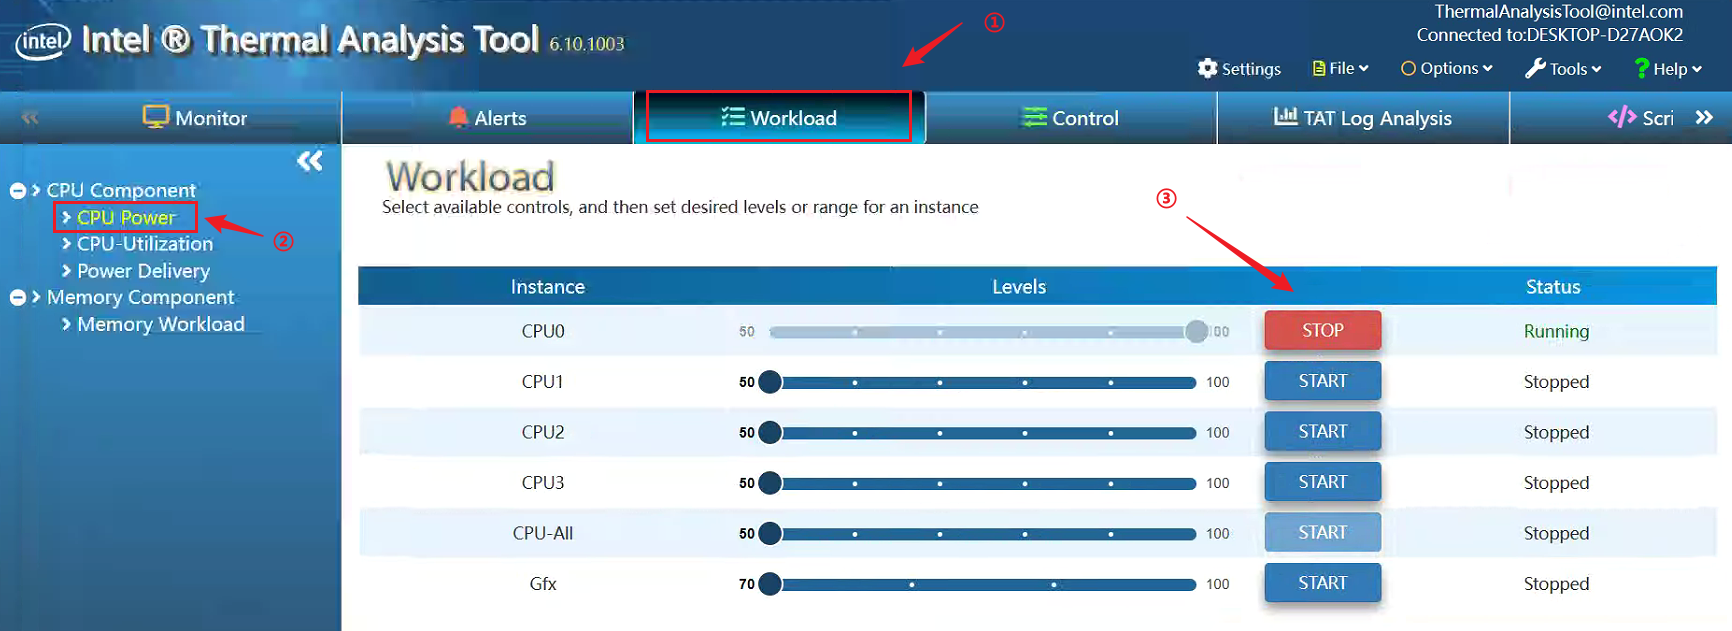 ThermalAnalysisTool@intel.com
intel Intel ® Thermal Analysis Tool 6.10.1003
Connected to:DESKTOP-D27AOK2
①
Settings File Options Tools Help
Monitor Alerts Workload Control TAT Log Analysis </> Scri
CPU Component
CPU Power
②
CPU-Utilization
Power Delivery
Memory Component
Memory Workload
Workload
Select available controls, and then set desired levels or range for an instance
③
Instance Levels Status
CPU0 50 STOP Running
CPU1 50 100 START Stopped
CPU2 50 100 START Stopped
CPU3 50 100 START Stopped
CPU-All 50 100 START Stopped
Gfx 70 100 START Stopped